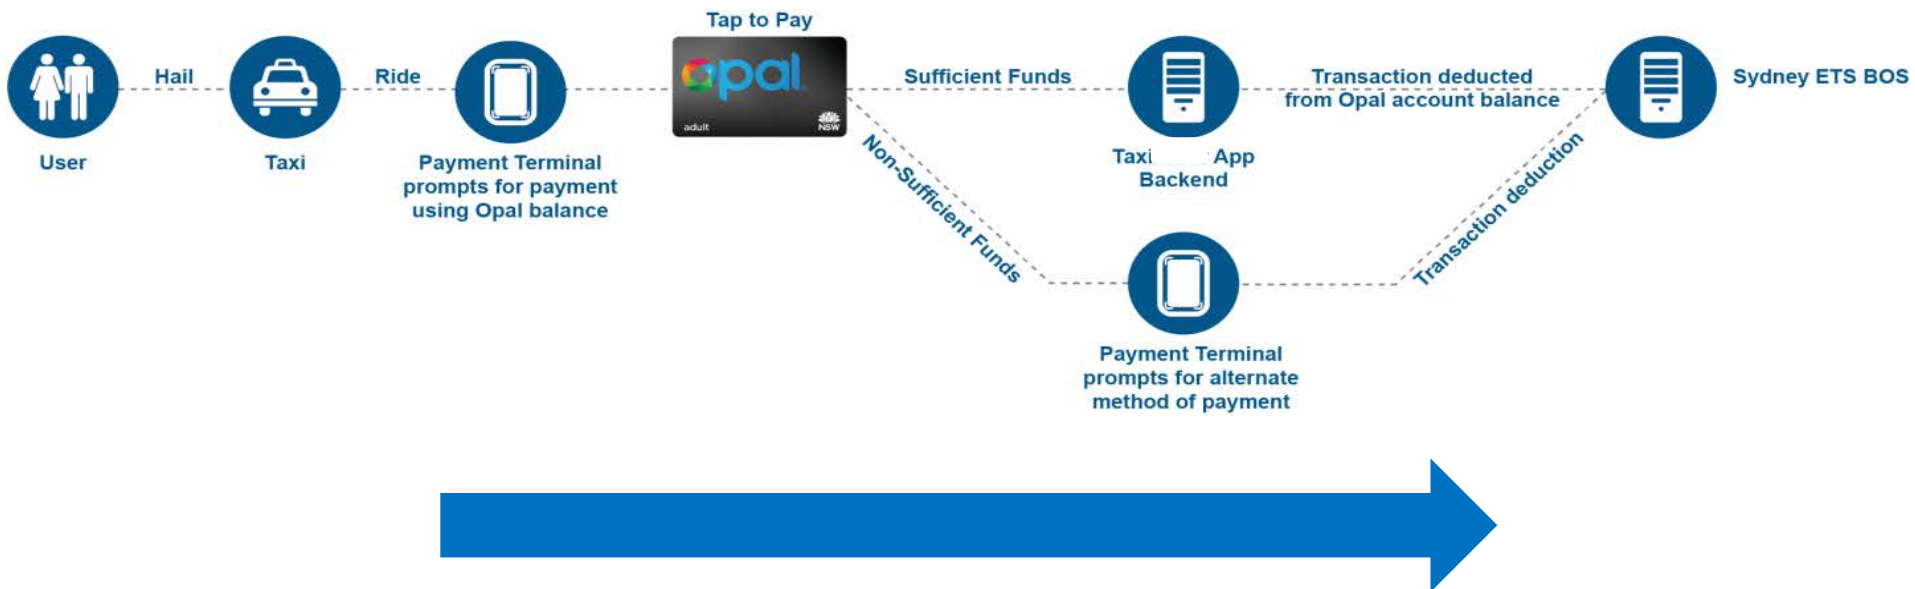 Tap to Pay
Hail
Ride
opal.
adult
NSW
Sufficient Funds
Transaction deducted
from Opal account balance
Sydney ETS BOS
User
Taxi
Payment Terminal
prompts for payment
using Opal balance
Non-Sufficient Funds
Taxi App
Backend
Transaction deduction
Payment Terminal
prompts for alternate
method of payment